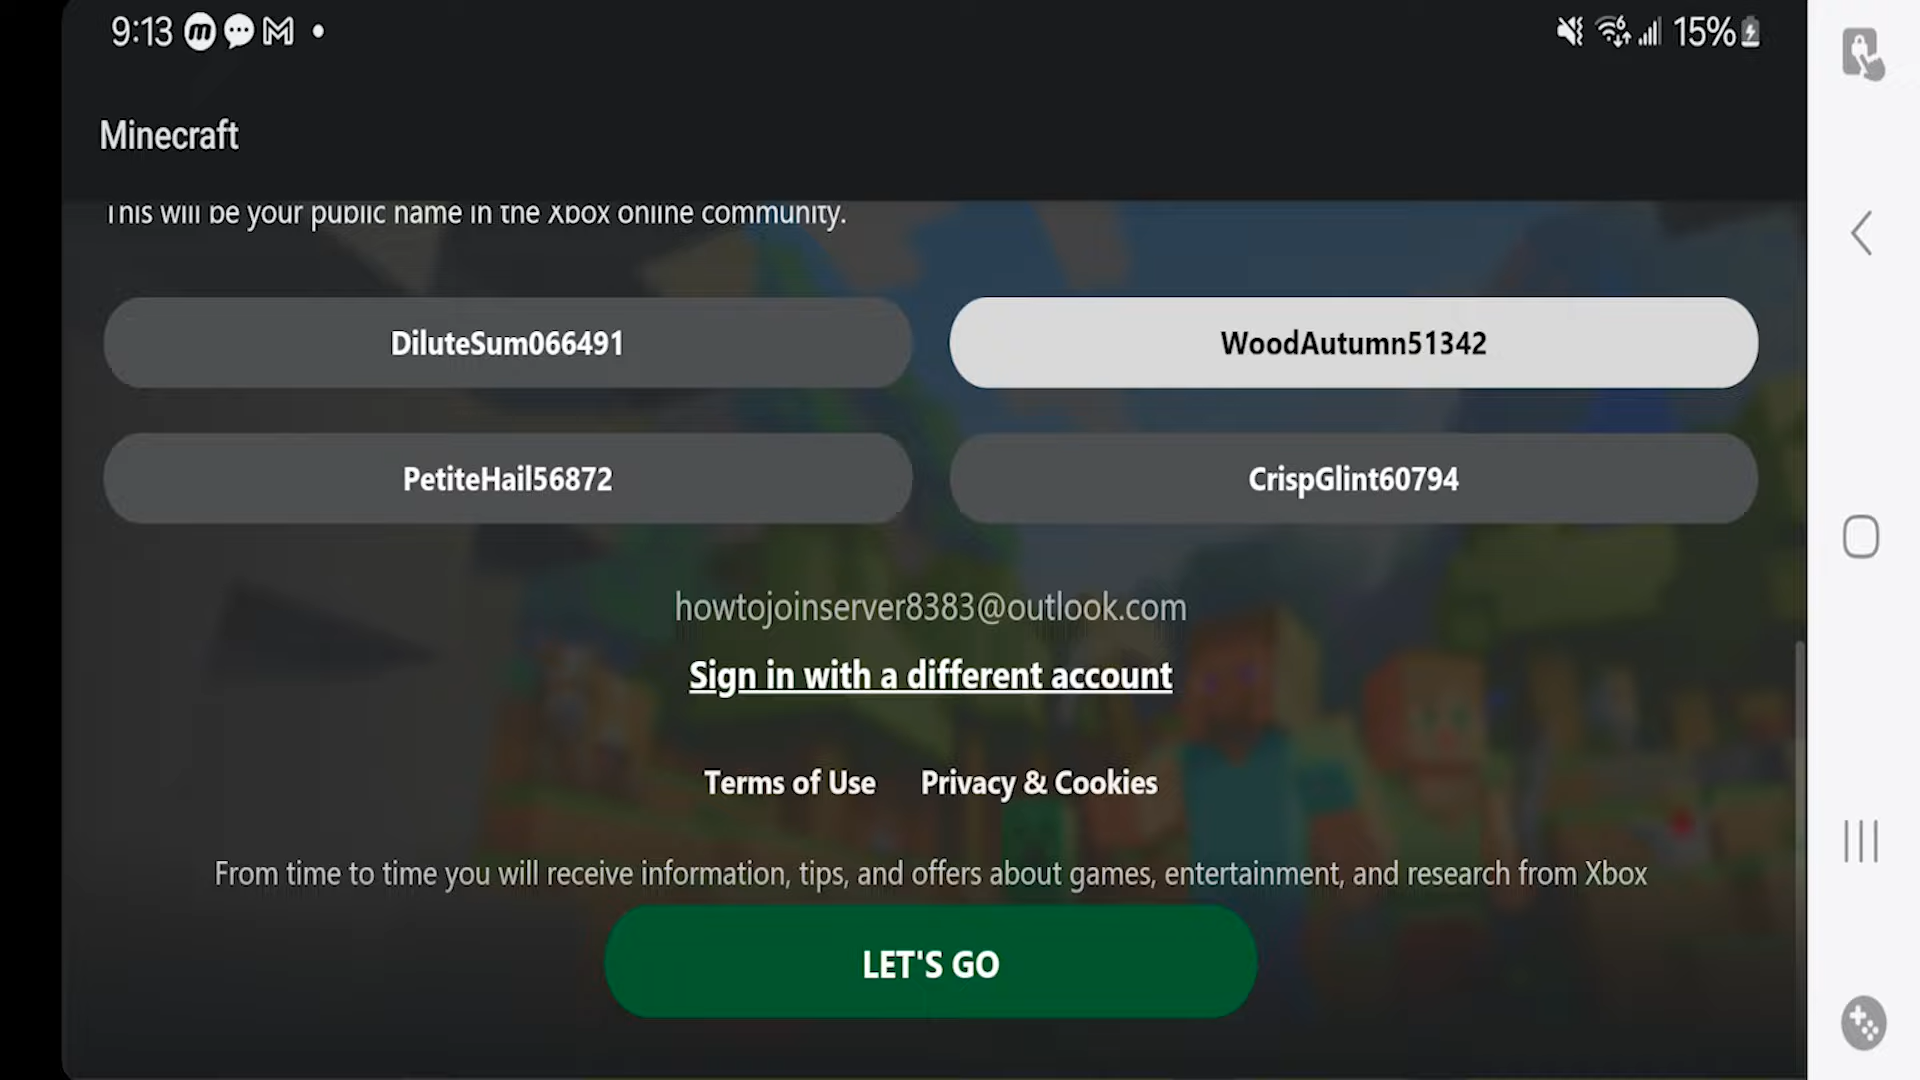 9:13
15%
Minecraft
This will be your public name in the Xbox online community.
DiluteSum066491
WoodAutumn51342
PetiteHail56872
CrispGlint60794
howtojoinserver8383@outlook.com
Sign in with a different account
Terms of Use
Privacy & Cookies
From time to time you will receive information, tips, and offers about games, entertainment, and research from Xbox
LET'S GO